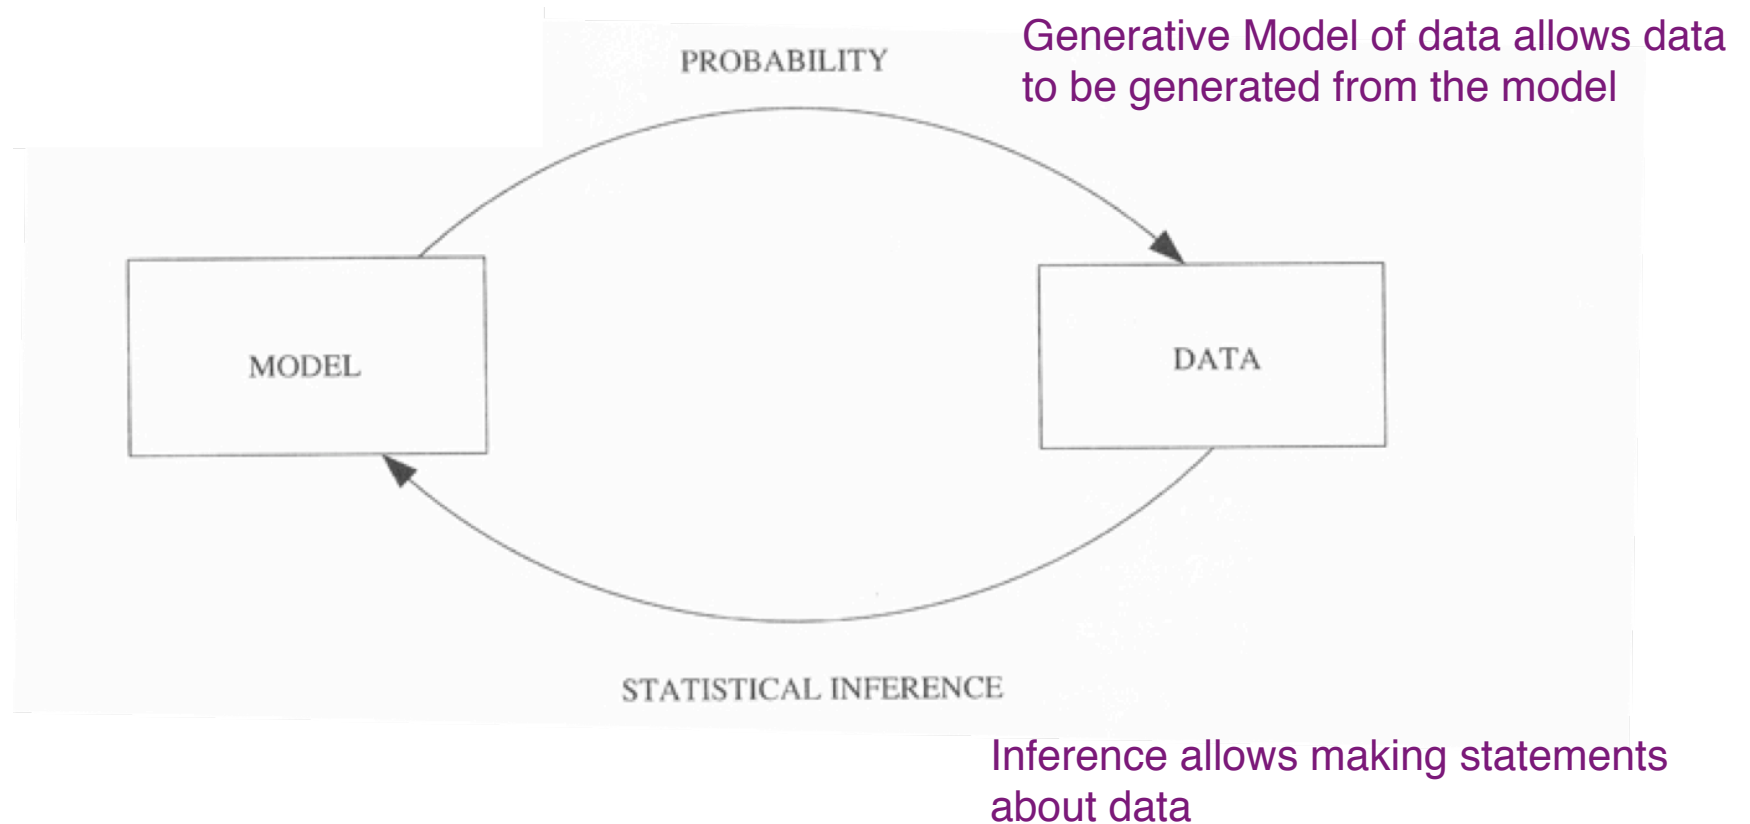 PROBABILITY
Generative Model of data allows data
to be generated from the model
MODEL
DATA
STATISTICAL INFERENCE
Inference allows making statements
about data